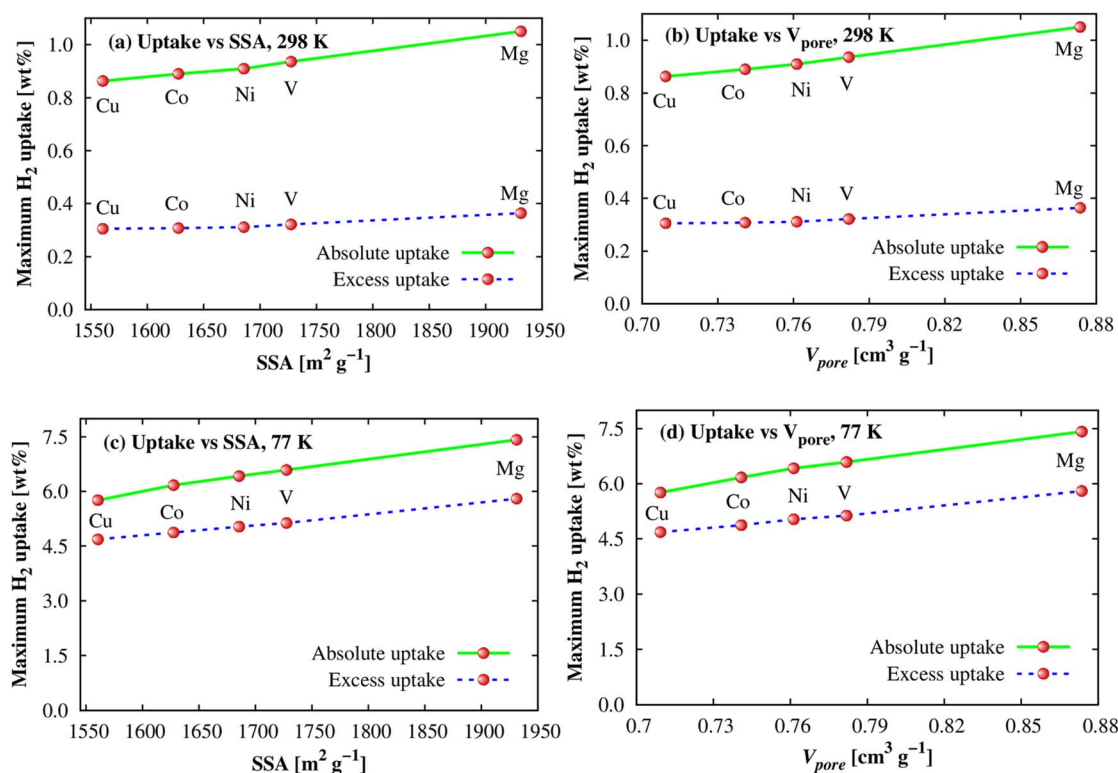 (a) Uptake vs SSA, 298 K
Maximum H2 uptake [wt%]
1.0
0.8
0.6
0.4
0.2
0.0
Cu
Co
Ni
V
Mg
Cu
Co
Ni
V
Mg
Absolute uptake
Excess uptake
1550 1600 1650 1700 1750 1800 1850 1900 1950
SSA [m² g⁻¹]
(b) Uptake vs Vpore, 298 K
Maximum H2 uptake [wt%]
1.0
0.8
0.6
0.4
0.2
0.0
Cu
Co
Ni
V
Mg
Cu
Co
Ni
V
Mg
Absolute uptake
Excess uptake
0.70 0.73 0.76 0.79 0.82 0.85 0.88
Vpore [cm³ g⁻¹]
(c) Uptake vs SSA, 77 K
Maximum H2 uptake [wt%]
7.5
6.0
4.5
3.0
1.5
0.0
Cu
Co
Ni
V
Mg
Absolute uptake
Excess uptake
1550 1600 1650 1700 1750 1800 1850 1900 1950
SSA [m² g⁻¹]
(d) Uptake vs Vpore, 77 K
Maximum H2 uptake [wt%]
7.5
6.0
4.5
3.0
1.5
0.0
Cu
Co
Ni
V
Mg
Absolute uptake
Excess uptake
0.7 0.73 0.76 0.79 0.82 0.85 0.88
Vpore [cm³ g⁻¹]